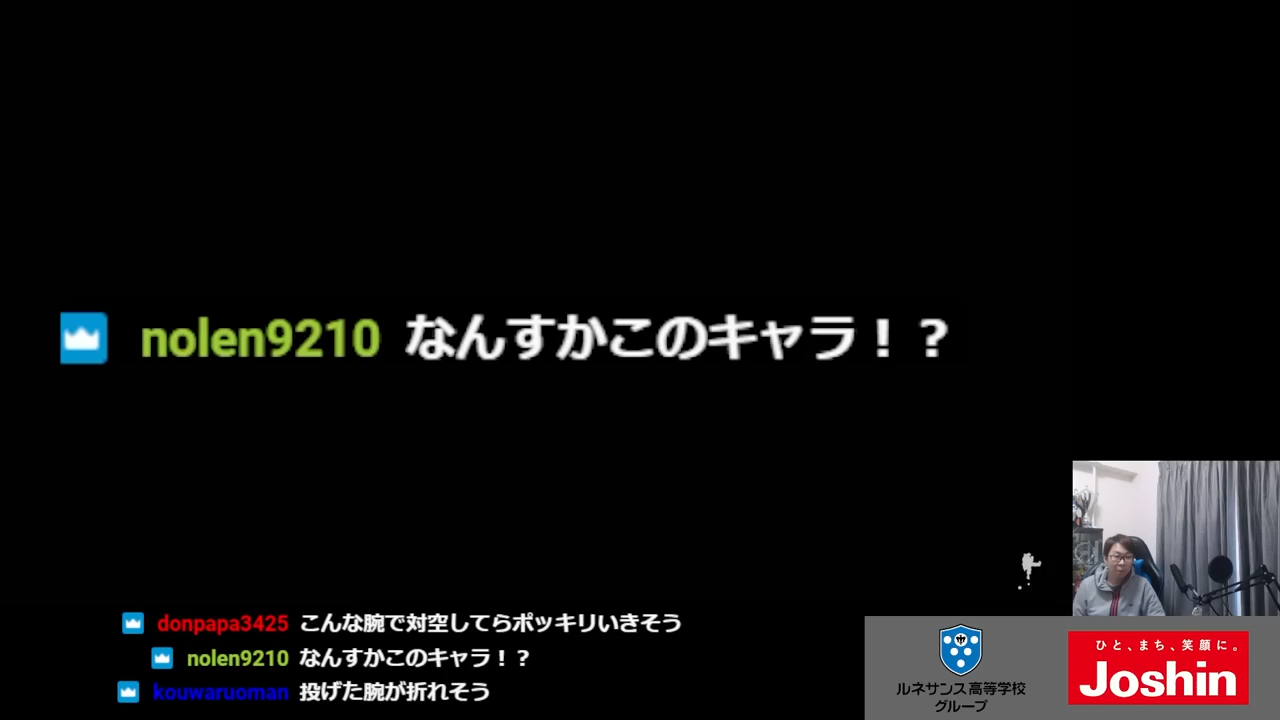 nolen9210 なんすかこのキャラ！？
donpapa3425 こんな腕で対空してらポッキリいきそう
nolen9210 なんすかこのキャラ！？
kouwaruoman 投げた腕が折れそう
ルネサンス高等学校
グループ
ひと、まち、笑顔に。
Joshin